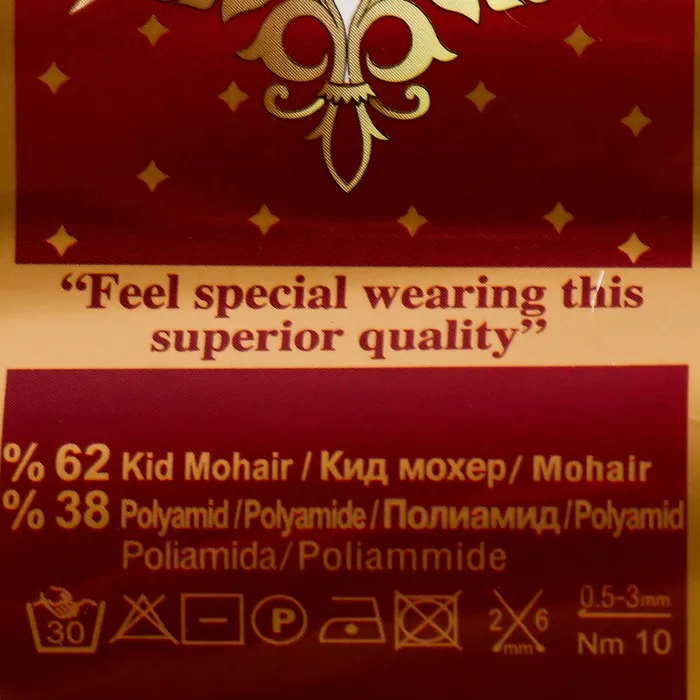 “Feel special wearing this
superior quality”
% 62 Kid Mohair / Кид мохер/ Mohair
% 38 Polyamid/Polyamide/Полиамид/Polyamid
Poliamida/Poliammide
30 P 2 6 mm 0.5-3mm
Nm 10